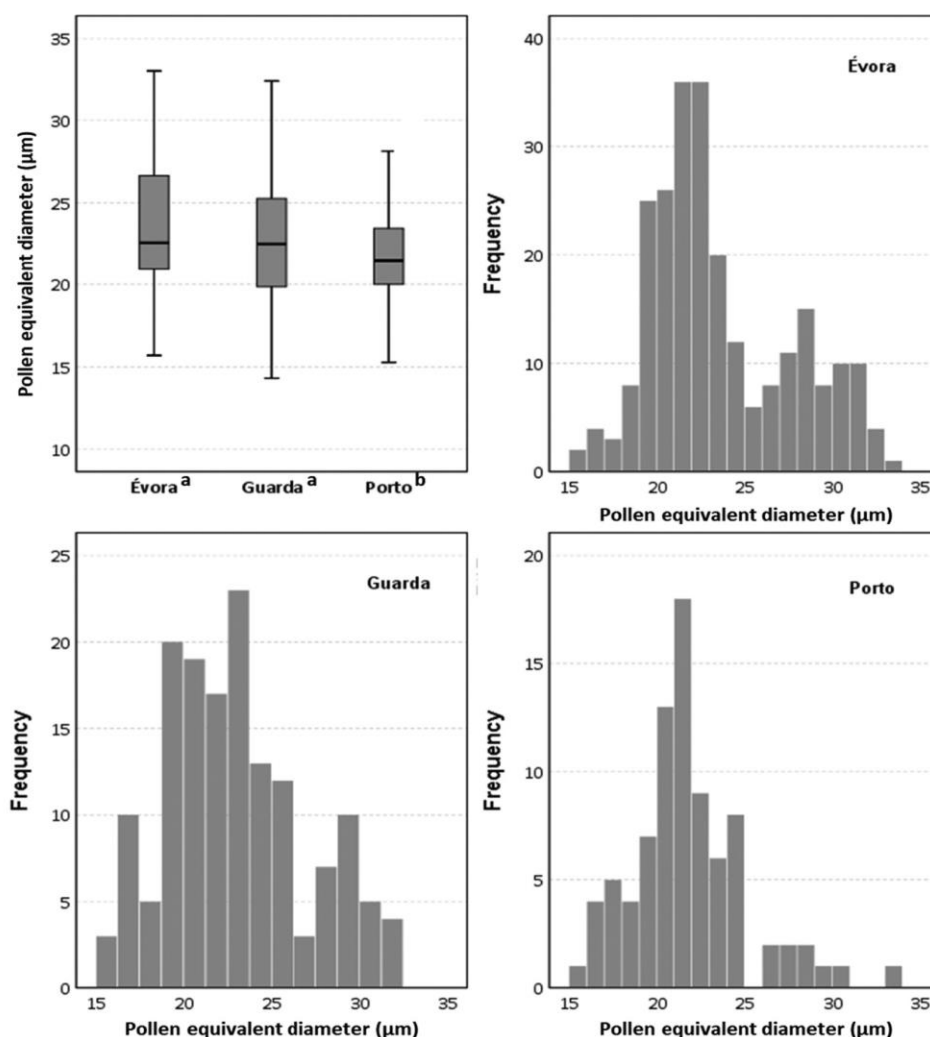 35
30
25
20
15
10
Pollen equivalent diameter (µm)
Évora a
Guarda a
Porto b
Évora
40
30
20
10
0
Frequency
15 20 25 30 35
Pollen equivalent diameter (µm)
Guarda
25
20
15
10
5
0
Frequency
15 20 25 30 35
Pollen equivalent diameter (µm)
Porto
20
15
10
5
0
Frequency
15 20 25 30 35
Pollen equivalent diameter (µm)